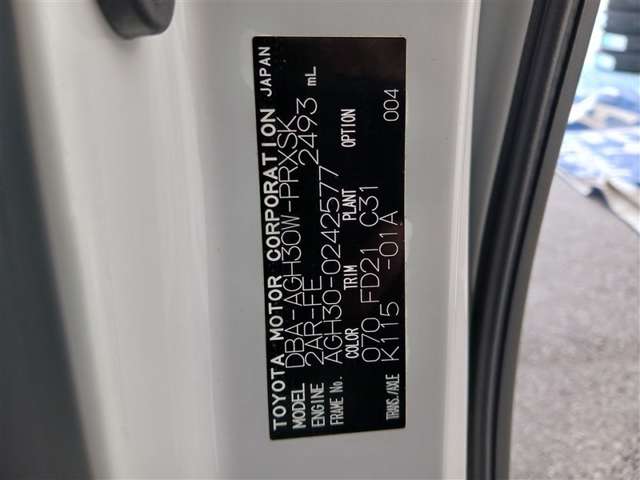 TOYOTA MOTOR CORPORATION JAPAN
MODEL DBA-AGH30W-PRXSK
ENGINE 2AR-FE 2493 mL
FRAME No. AGH30-0242577
COLOR TRIM PLANT OPTION
070 FD21 C31
TRANS./AXLE K115 -01A 004